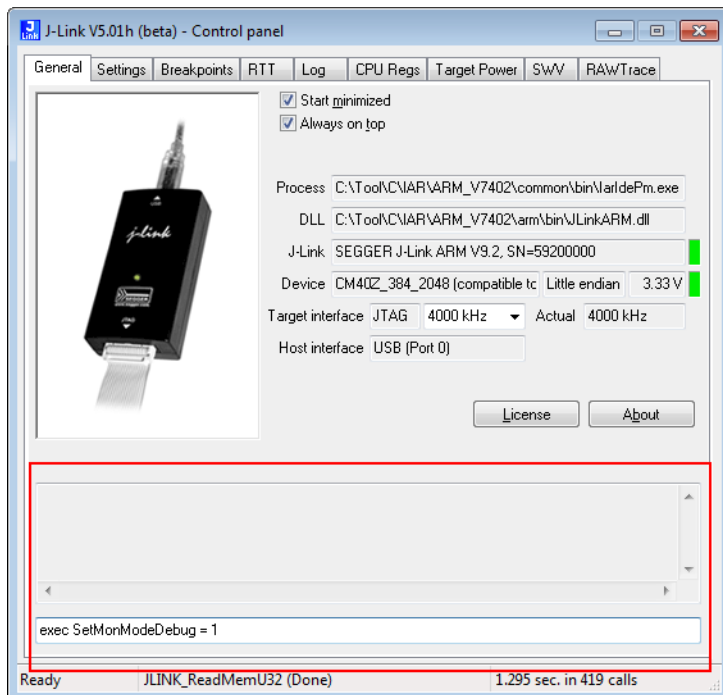 J-Link V5.01h (beta) - Control panel
General Settings Breakpoints RTT Log CPU Regs Target Power SWV RAWTrace
Start minimized
Always on top
Process C:\Tool\C\IAR\ARM_V7402\common\bin\IarIdePm.exe
DLL C:\Tool\C\IAR\ARM_V7402\arm\bin\JLinkARM.dll
J-Link SEGGER J-Link ARM V9.2, SN=59200000
Device CM40Z_384_2048 (compatible tc Little endian 3.33 V
Target interface JTAG 4000 kHz Actual 4000 kHz
Host interface USB (Port 0)
j-link
SEGGER
JTAG
License About
exec SetMonModeDebug = 1
Ready JLINK_ReadMemU32 (Done) 1.295 sec. in 419 calls